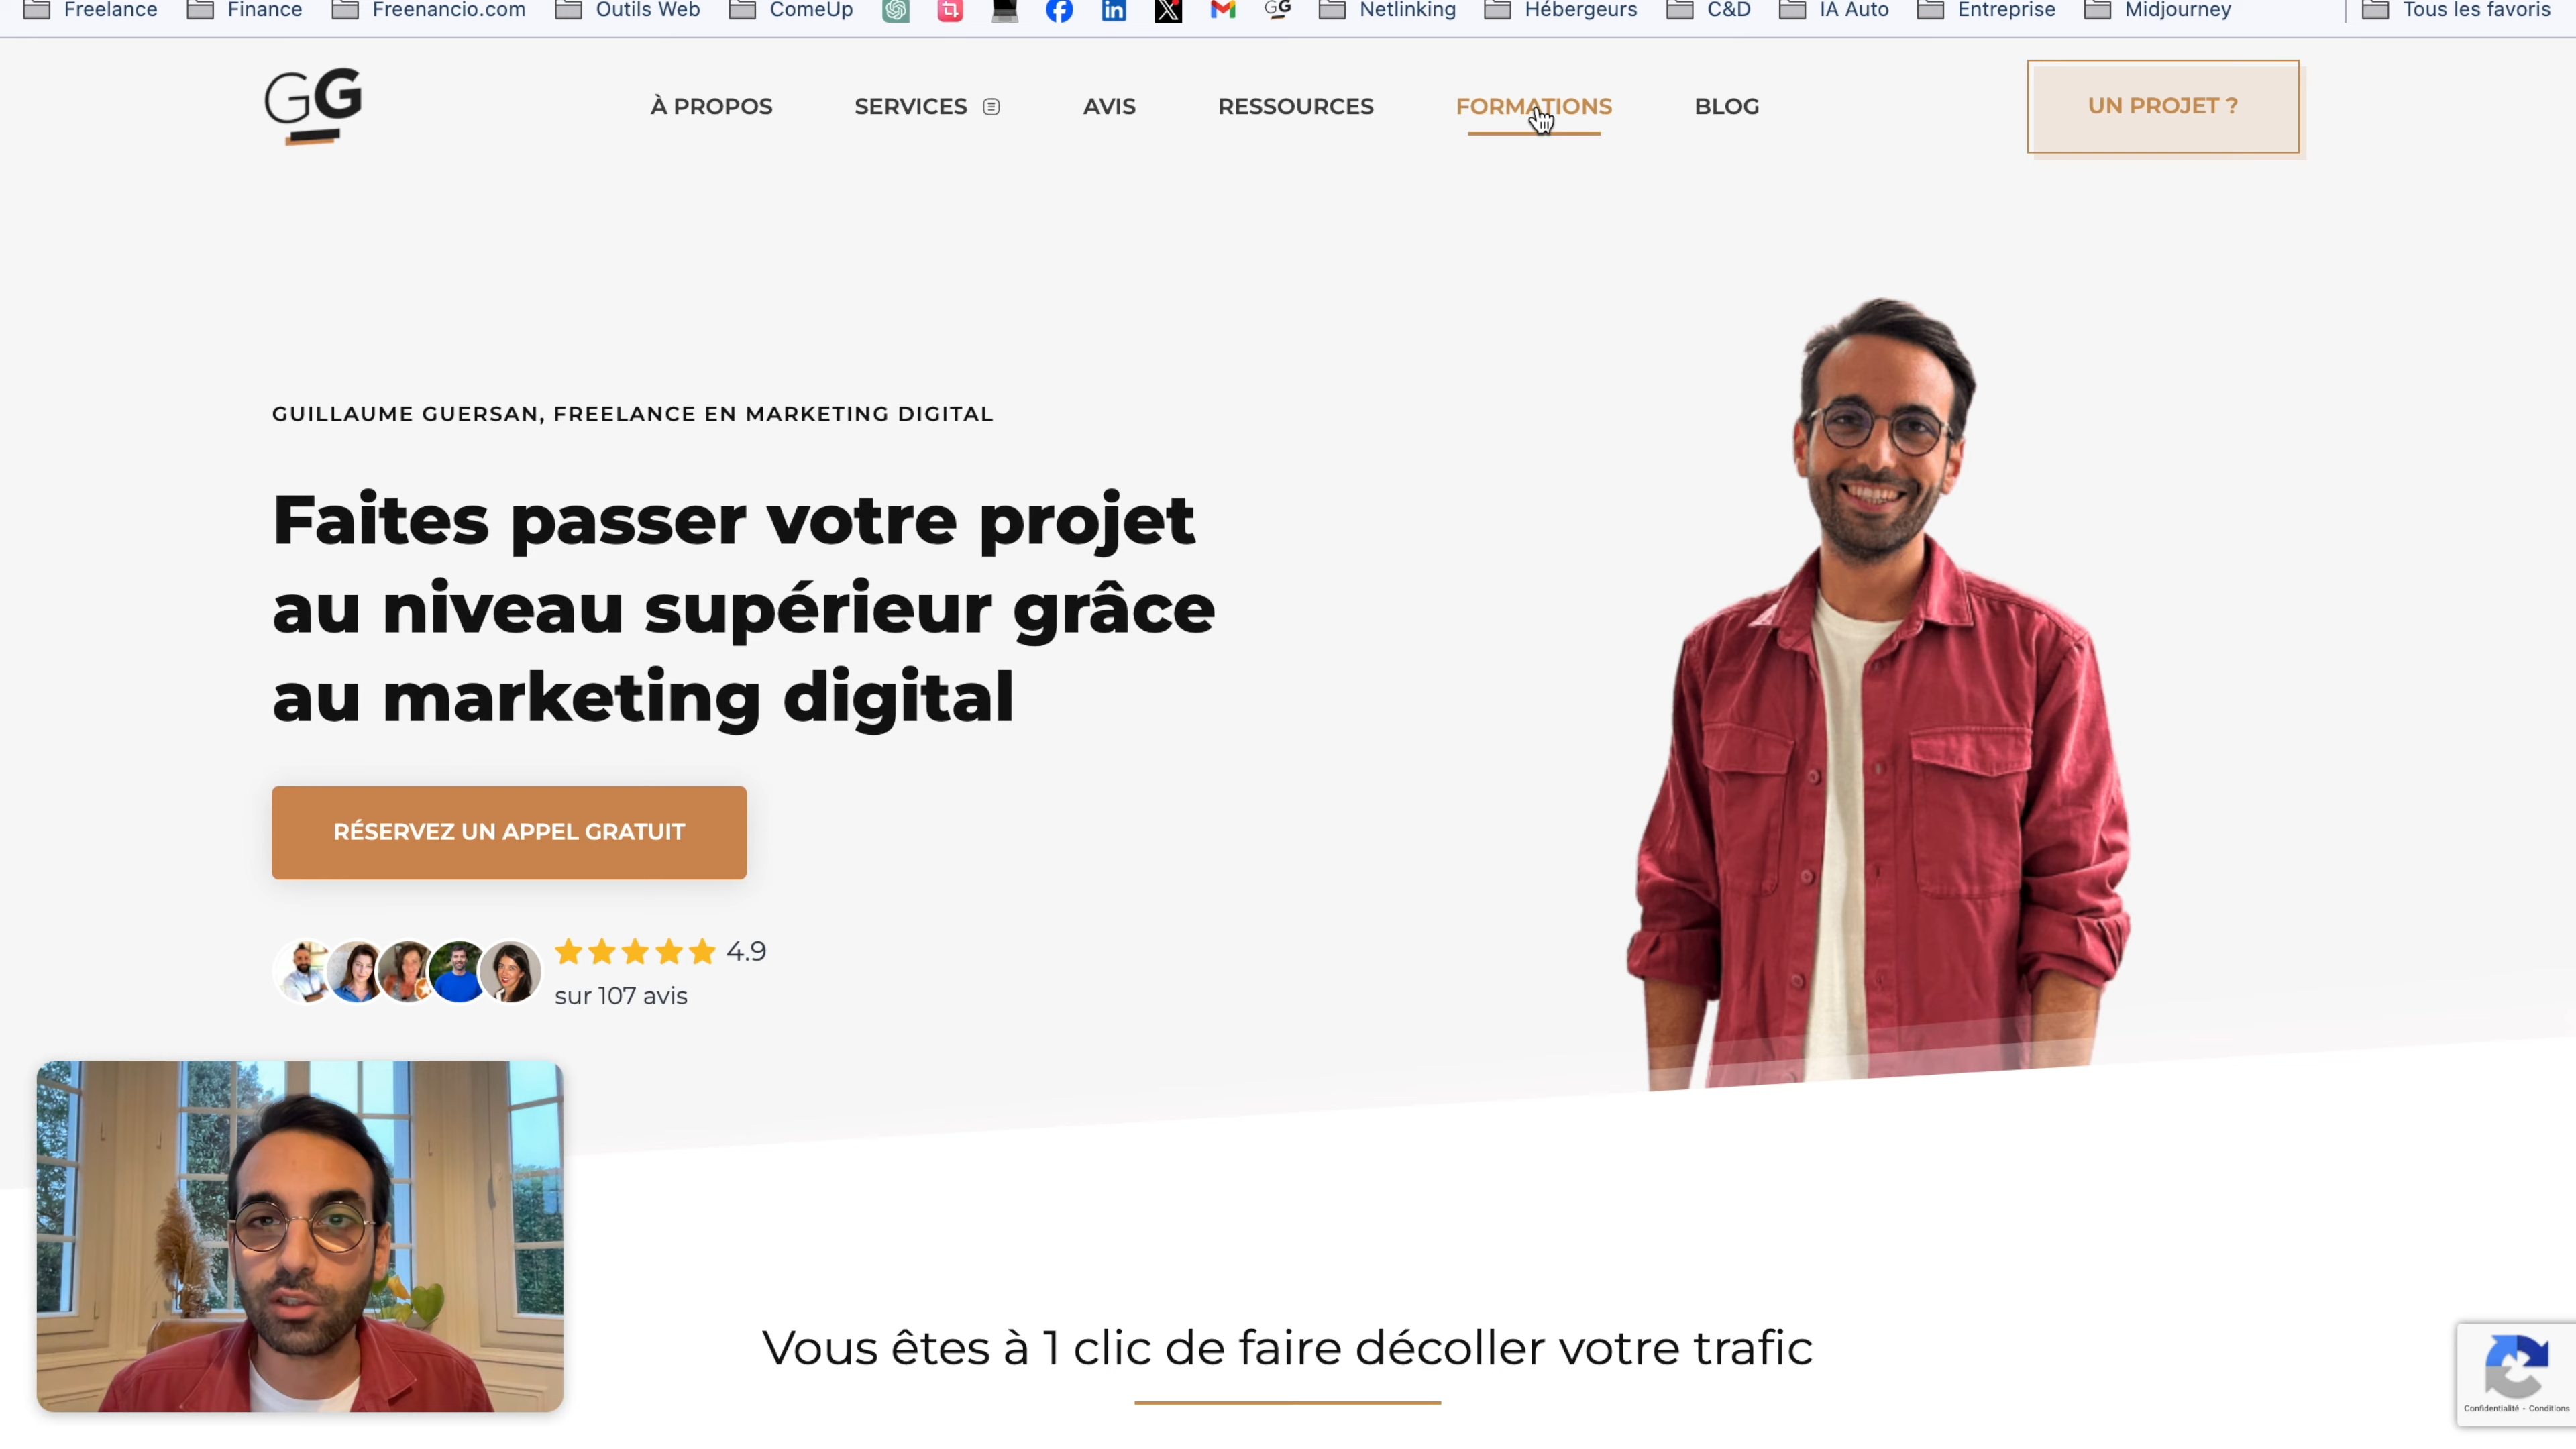 Freelance Finance Freenancio.com Outils Web ComeUp Netlinking Hébergeurs C&D IA Auto Entreprise Midjourney Tous les favoris
GG À PROPOS SERVICES AVIS RESSOURCES FORMATIONS BLOG UN PROJET ?
GUILLAUME GUERSAN, FREELANCE EN MARKETING DIGITAL
Faites passer votre projet
au niveau supérieur grâce
au marketing digital
RÉSERVEZ UN APPEL GRATUIT
4.9
sur 107 avis
Vous êtes à 1 clic de faire décoller votre trafic
Confidentialité - Conditions